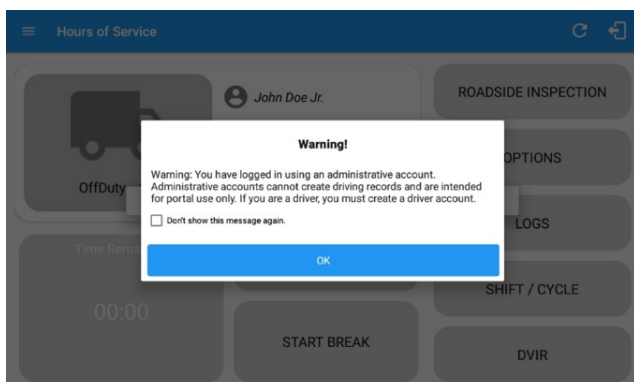 Hours of Service
John Doe Jr.
ROADSIDE INSPECTION
Warning!
Warning: You have logged in using an administrative account.
Administrative accounts cannot create driving records and are intended
for portal use only. If you are a driver, you must create a driver account.
Don't show this message again.
OK
OPTIONS
OffDuty
LOGS
Time Rema
00:00
SHIFT / CYCLE
START BREAK
DVIR